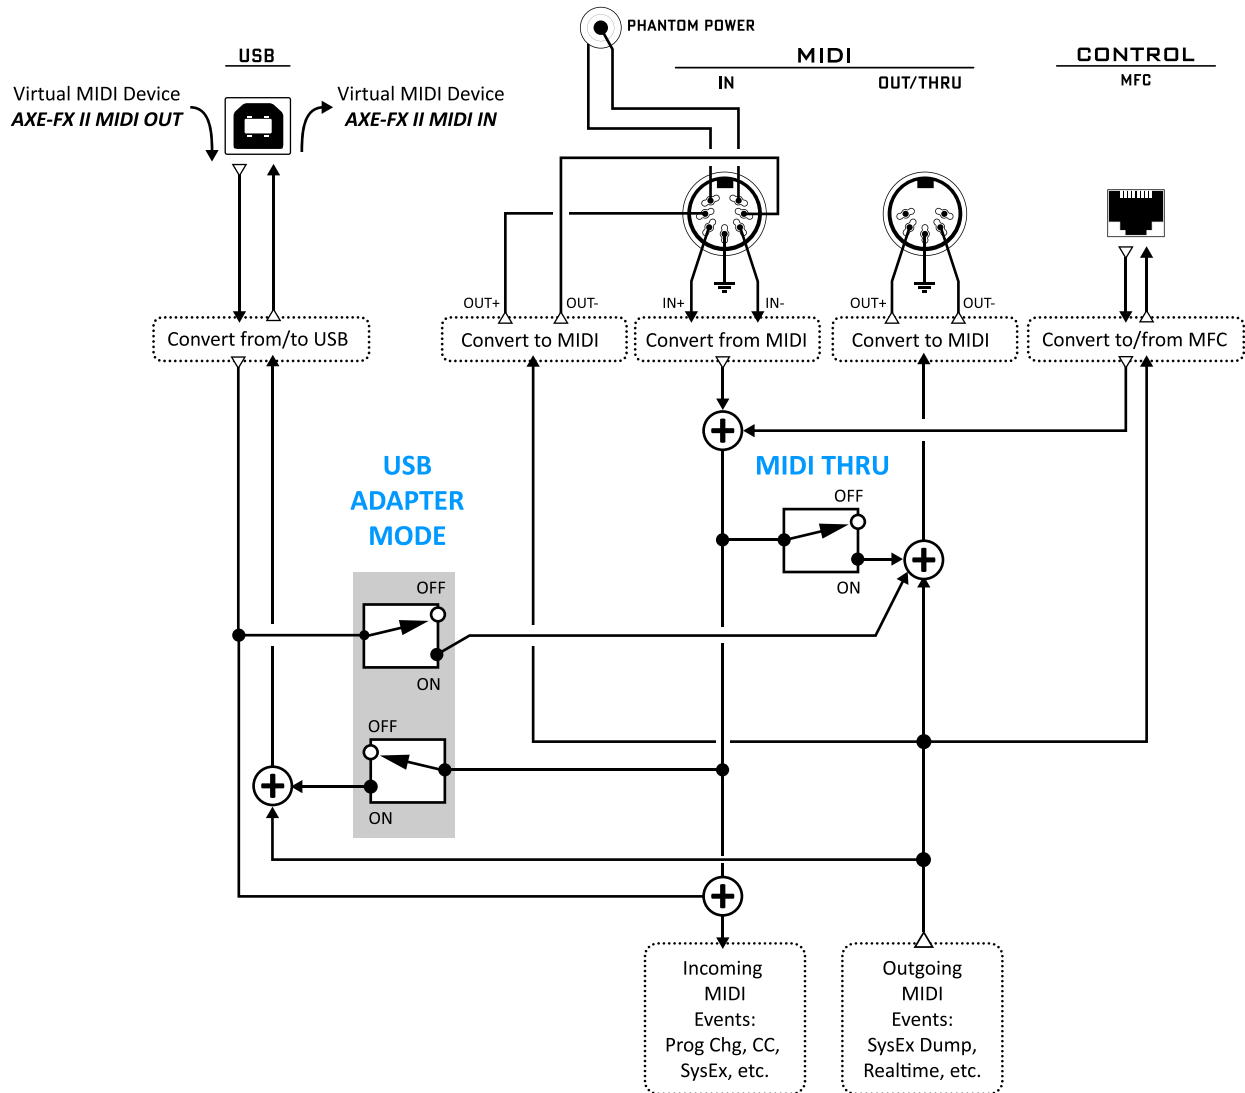 PHANTOM POWER
USB
MIDI
CONTROL
IN
OUT/THRU
MFC
Virtual MIDI Device
AXE-FX II MIDI OUT
Virtual MIDI Device
AXE-FX II MIDI IN
OUT+
OUT-
IN+
IN-
OUT+
OUT-
Convert from/to USB
Convert to MIDI
Convert from MIDI
Convert to MIDI
Convert to/from MFC
USB
ADAPTER
MODE
MIDI THRU
OFF
ON
OFF
ON
OFF
ON
Incoming
MIDI
Events:
Prog Chg, CC,
SysEx, etc.
Outgoing
MIDI
Events:
SysEx Dump,
Realtime, etc.